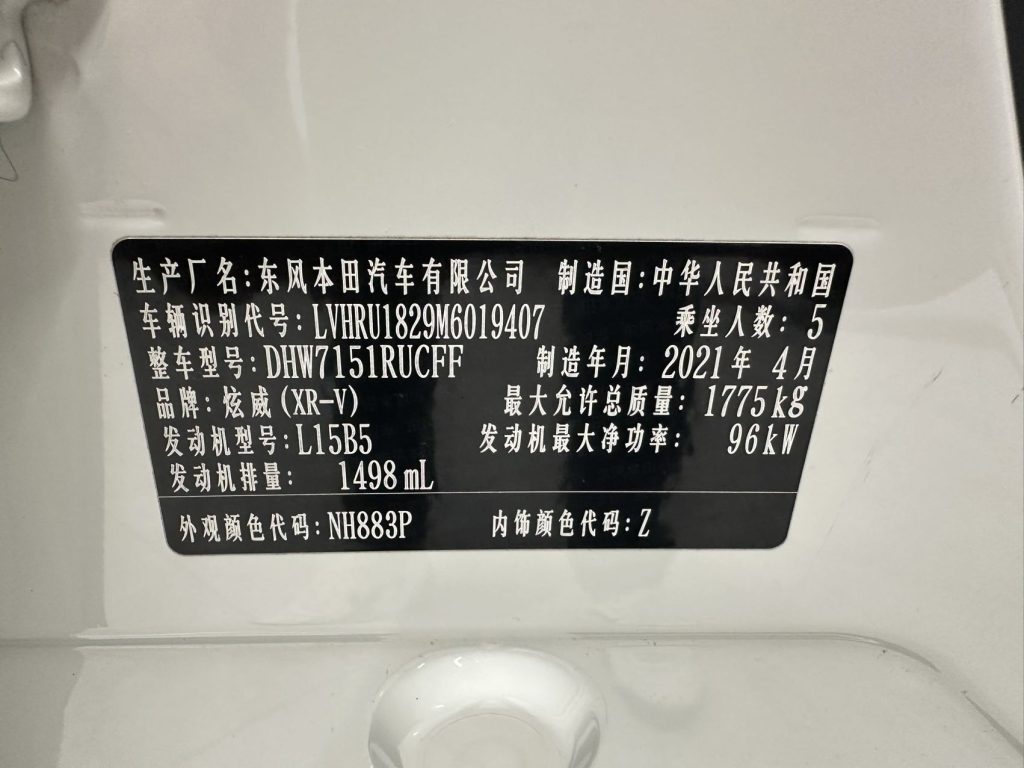 生产厂名:东风本田汽车有限公司 制造国:中华人民共和国
车辆识别代号:LVHRU1829M6019407 乘坐人数: 5
整车型号:DHW7151RUCFF 制造年月: 2021年 4月
品牌: 炫威(XR-V) 最大允许总质量: 1775kg
发动机型号:L15B5 发动机最大净功率: 96kW
发动机排量: 1498mL
外观颜色代码:NH883P 内饰颜色代码:Z